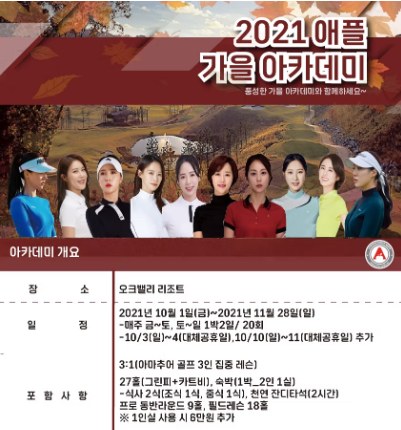 2021 애플
가을 아카데미
풍성한 가을 아카데미와 함께하세요~
아카데미 개요
A
장 소
오크밸리 리조트
일 정
2021년 10월 1일(금)~2021년 11월 28일(일)
-매주 금~토, 토~일 1박2일/ 20회
-10/3(일)~4(대체공휴일),10/10(일)~11(대체공휴일) 추가
포 함 사 항
3:1(아마추어 골프 3인 집중 레슨)
27홀(그린피+카트비), 숙박(1박_2인 1실)
-식사 2식(조식 1식, 중식 1식), 천연 잔디타석(2시간)
프로 동반라운드 9홀, 필드레슨 18홀
※ 1인실 사용 시 6만원 추가